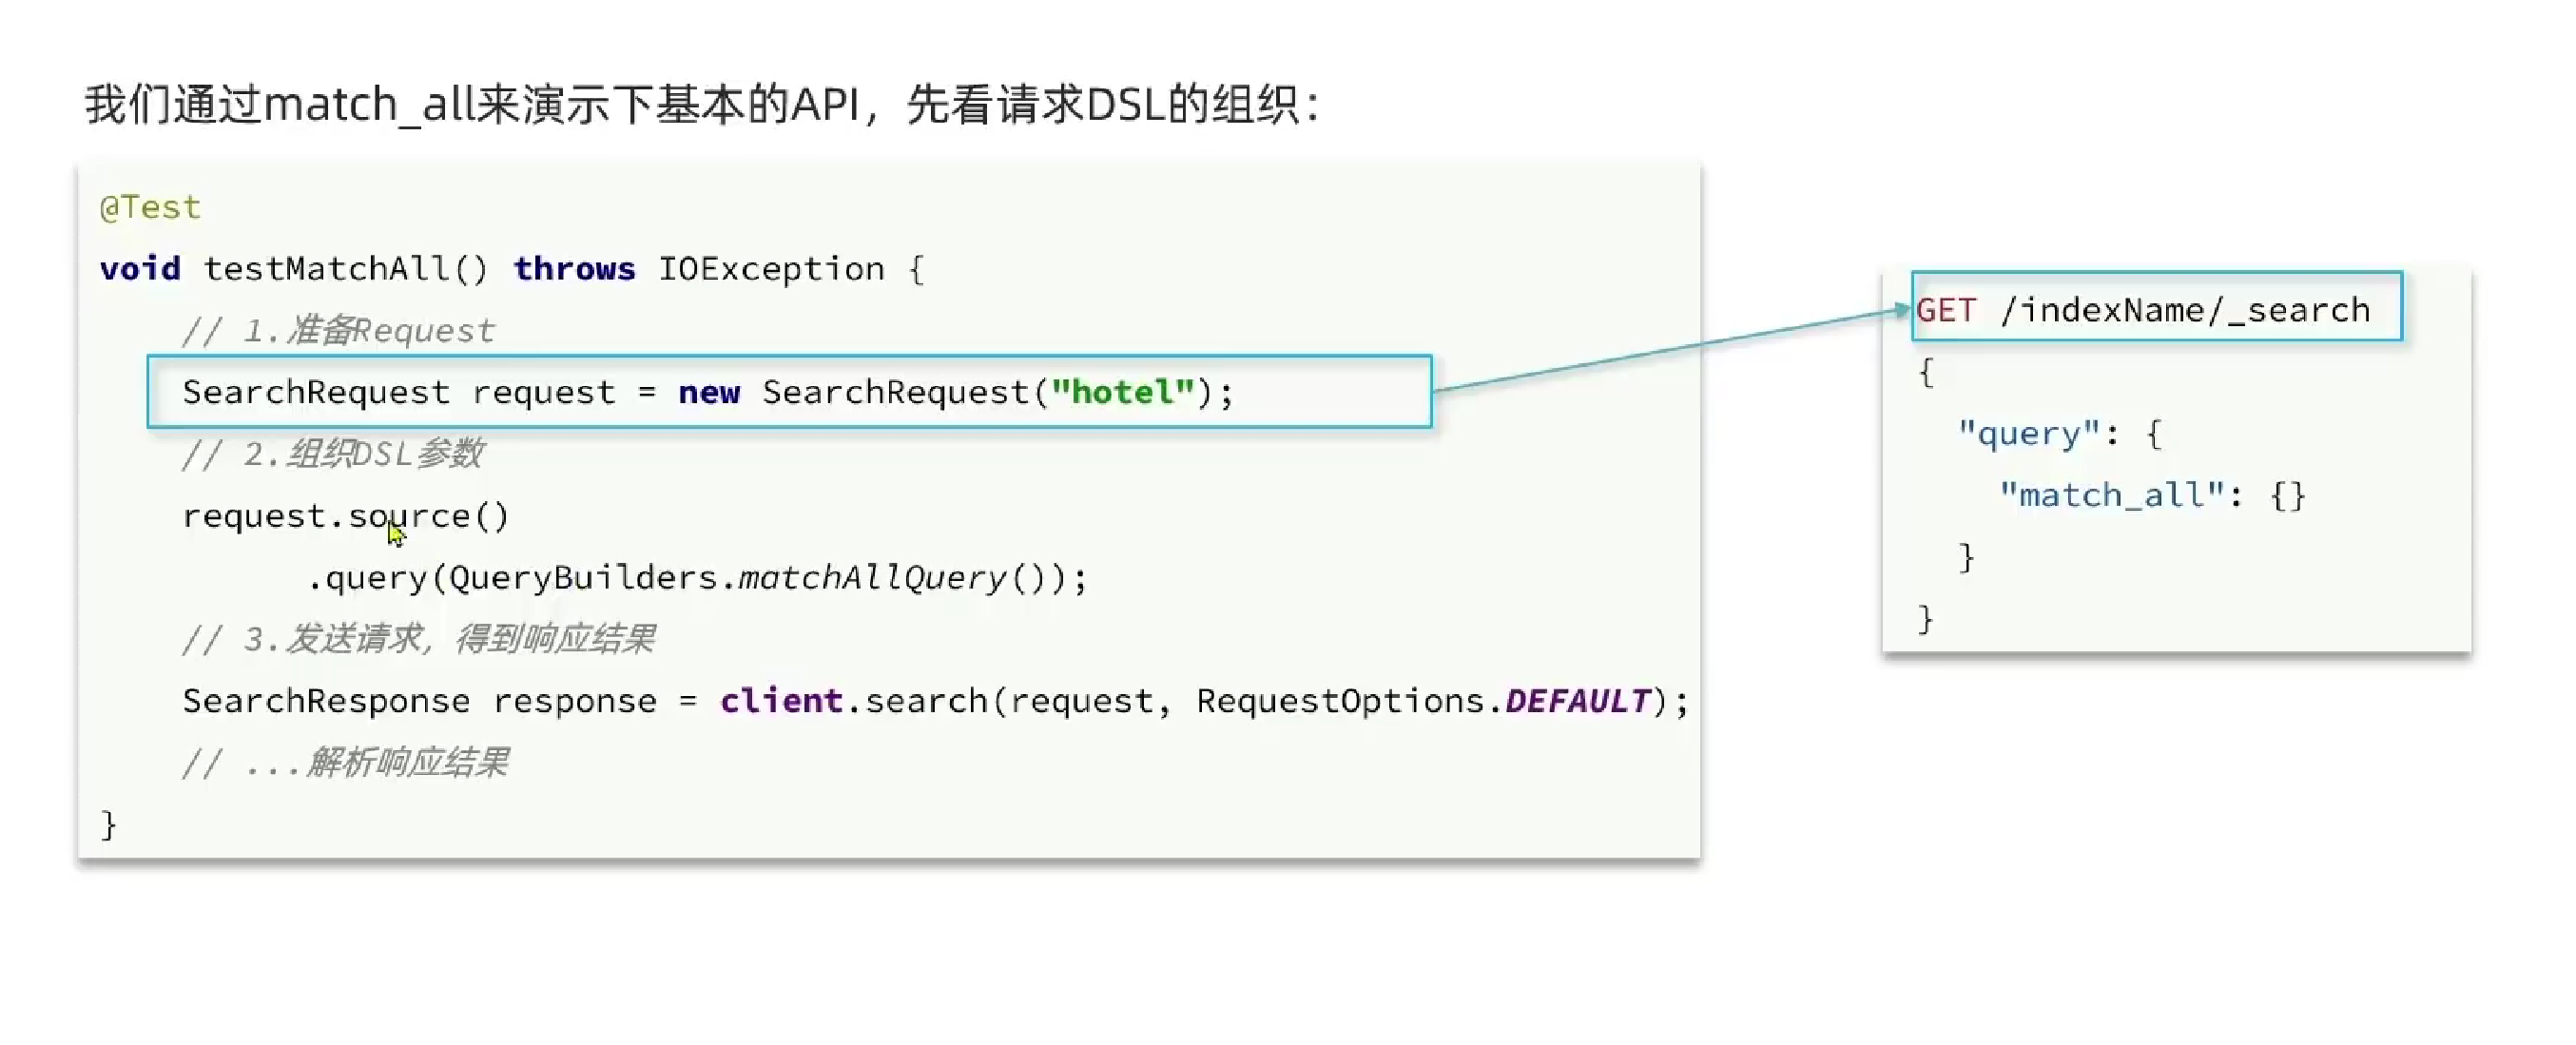 我们通过match_all来演示下基本的API，先看请求DSL的组织：
@Test
void testMatchAll() throws IOException {
// 1.准备Request
SearchRequest request = new SearchRequest("hotel");
// 2.组织DSL参数
request.source()
.query(QueryBuilders.matchAllQuery());
// 3.发送请求，得到响应结果
SearchResponse response = client.search(request, RequestOptions.DEFAULT);
// ...解析响应结果
}
GET /indexName/_search
{
"query": {
"match_all": {}
}
}